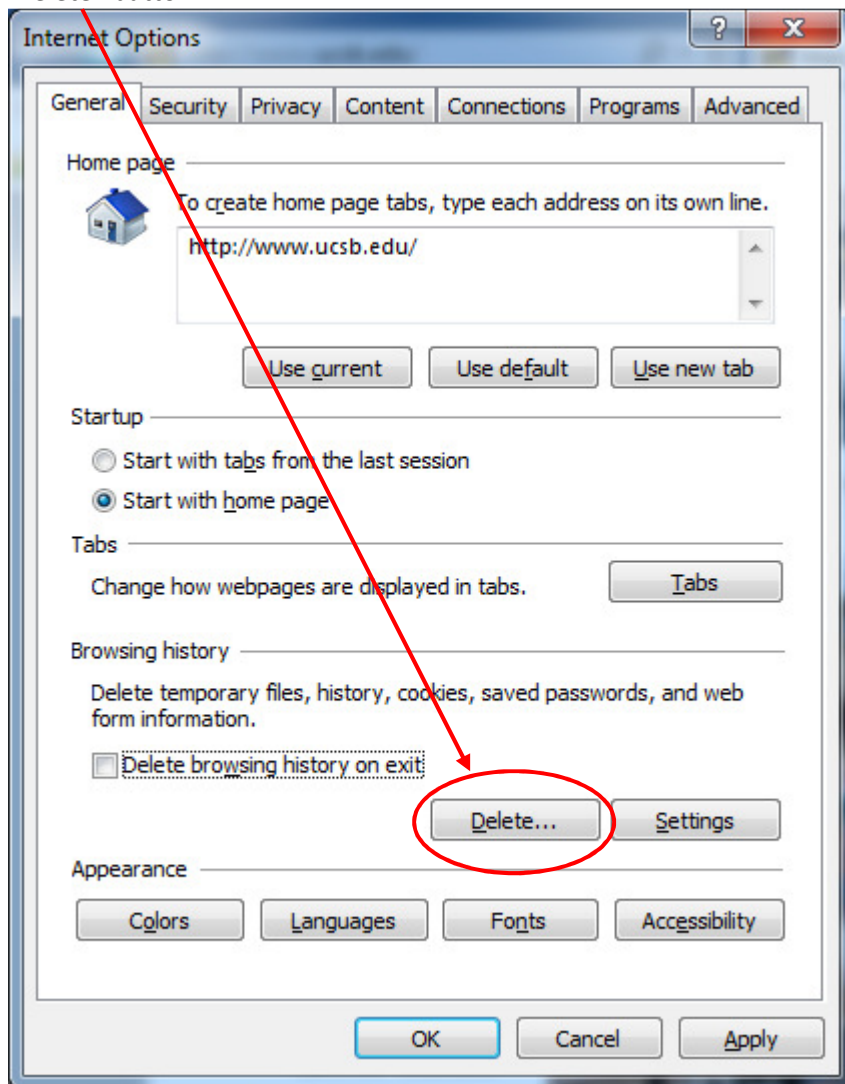 Internet Options
General Security Privacy Content Connections Programs Advanced
Home page
To create home page tabs, type each address on its own line.
http://www.ucsb.edu/
Use current Use default Use new tab
Startup
Start with tabs from the last session
Start with home page
Tabs
Change how webpages are displayed in tabs. Tabs
Browsing history
Delete temporary files, history, cookies, saved passwords, and web
form information.
Delete browsing history on exit
Delete... Settings
Appearance
Colors Languages Fonts Accessibility
OK Cancel Apply